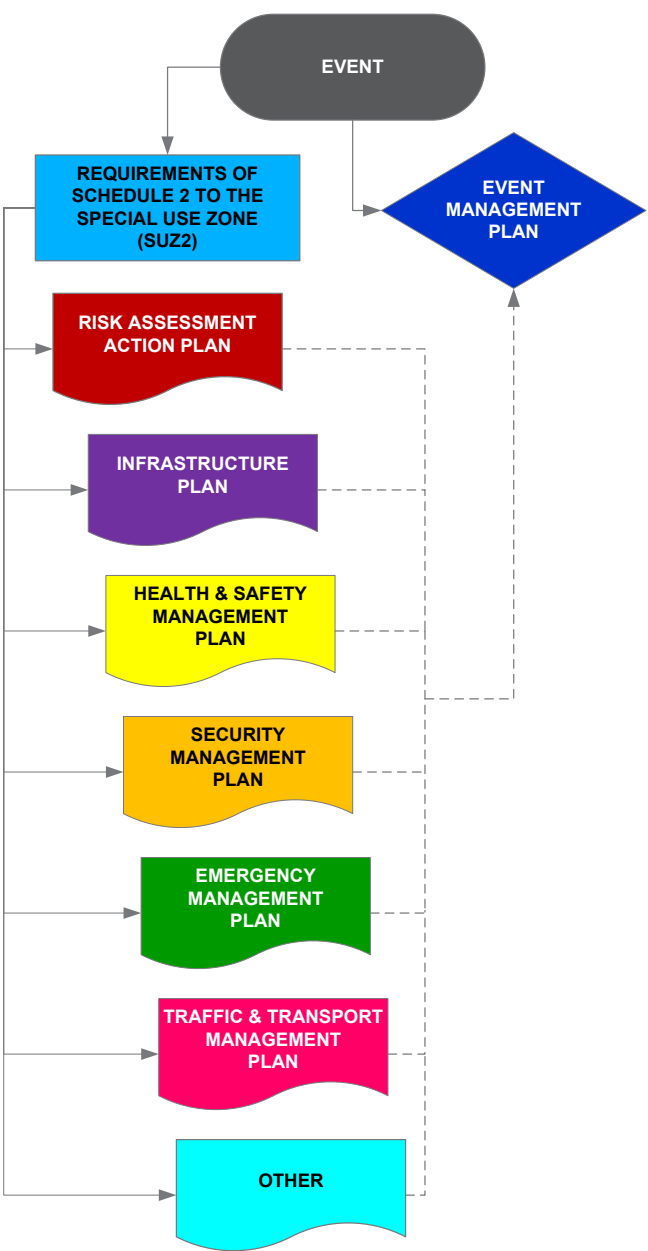 EVENT
REQUIREMENTS OF
SCHEDULE 2 TO THE
SPECIAL USE ZONE
(SUZ2)
EVENT
MANAGEMENT
PLAN
RISK ASSESSMENT
ACTION PLAN
INFRASTRUCTURE
PLAN
HEALTH & SAFETY
MANAGEMENT
PLAN
SECURITY
MANAGEMENT
PLAN
EMERGENCY
MANAGEMENT
PLAN
TRAFFIC & TRANSPORT
MANAGEMENT
PLAN
OTHER